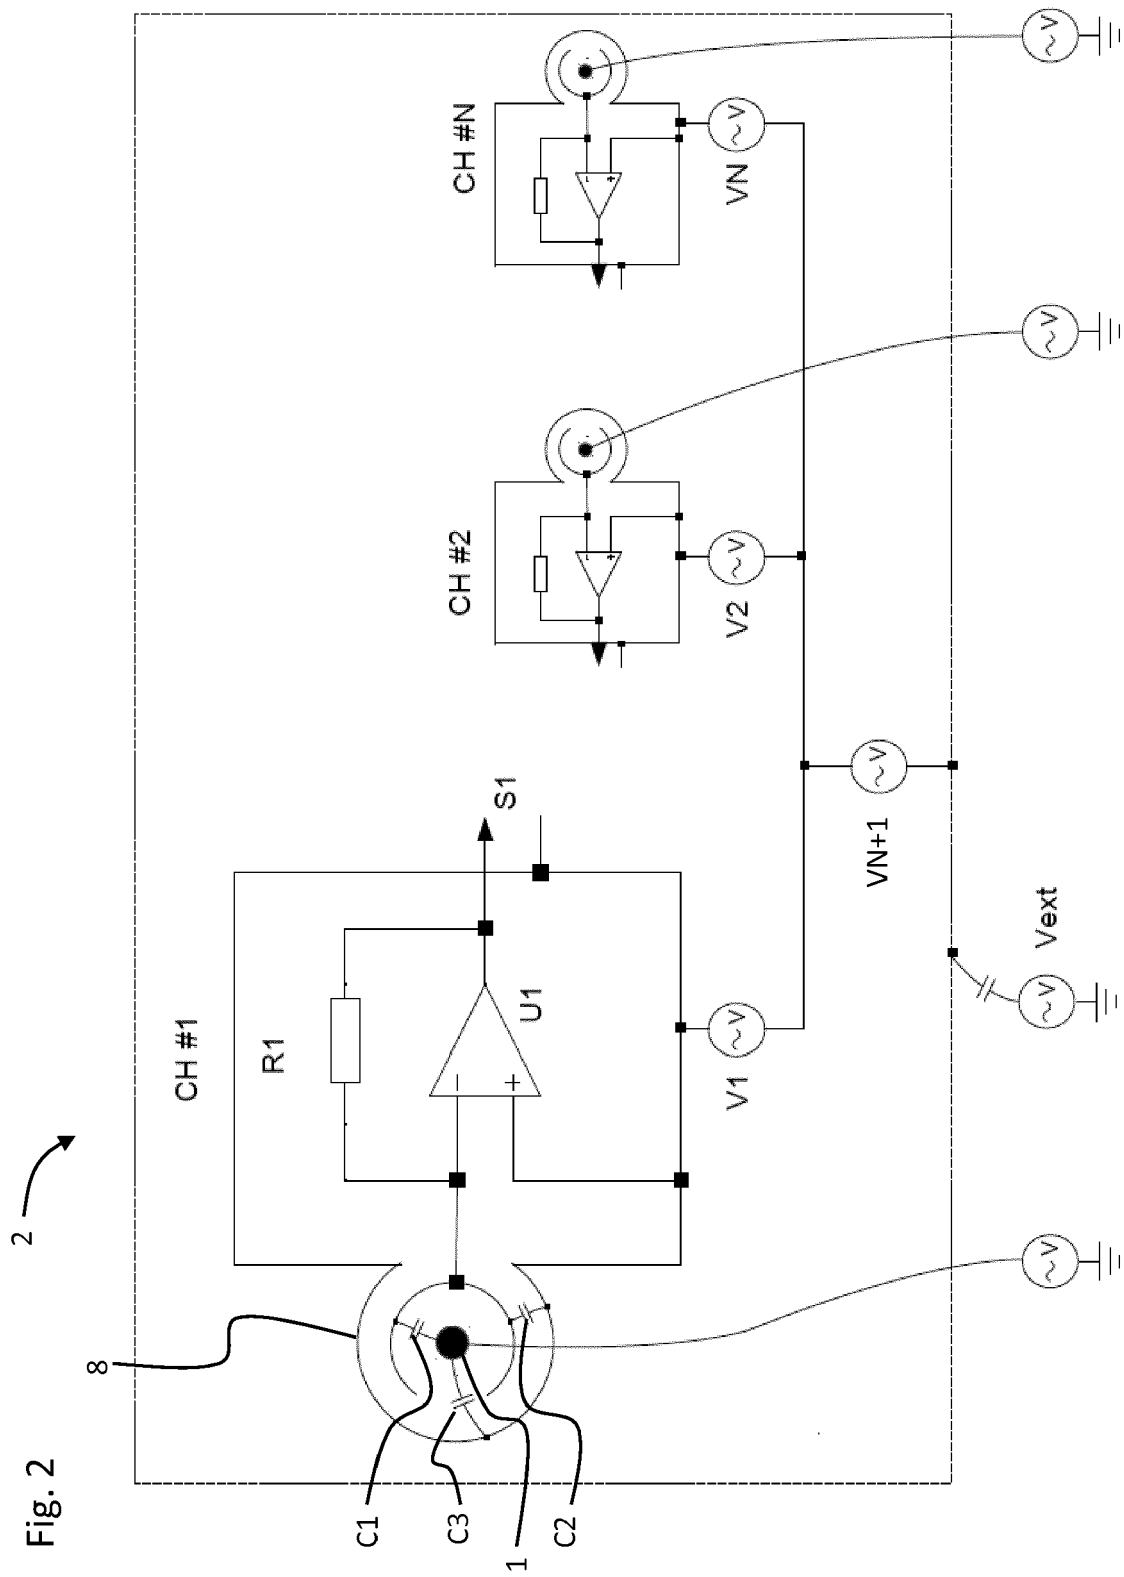 Fig. 2
2
8
CH #1
R1
U1
S1
C1
C3
1
C2
V1
VN+1
Vext
CH #2
V2
CH #N
VN
−
+
-
+
-
+
V
V
V
V
V
V
V
V